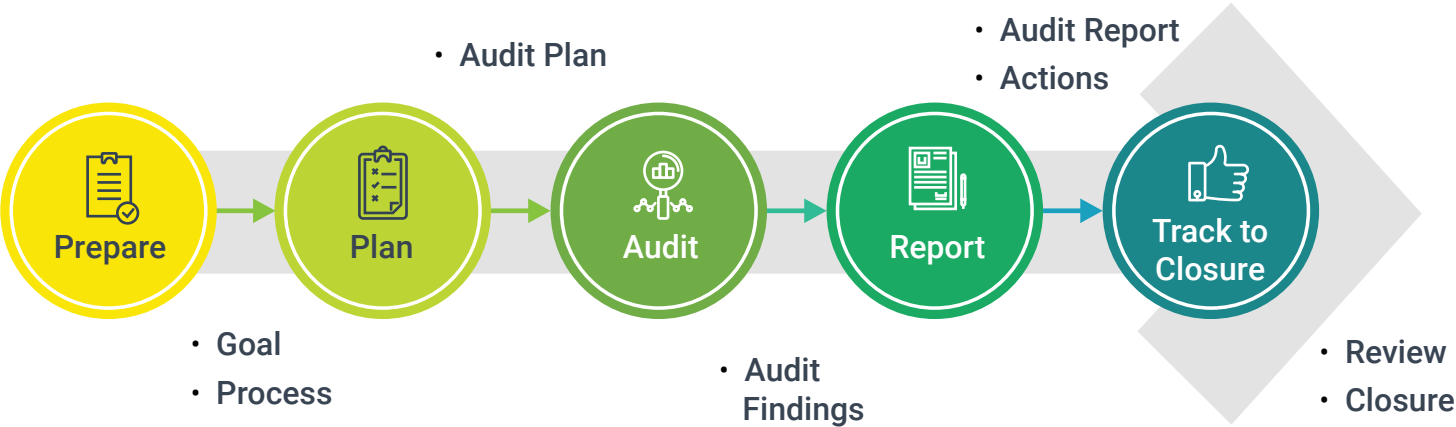 • Audit Plan
• Audit Report
• Actions
Prepare
Plan
Audit
Report
Track to
Closure
• Goal
• Process
• Audit
Findings
• Review
• Closure